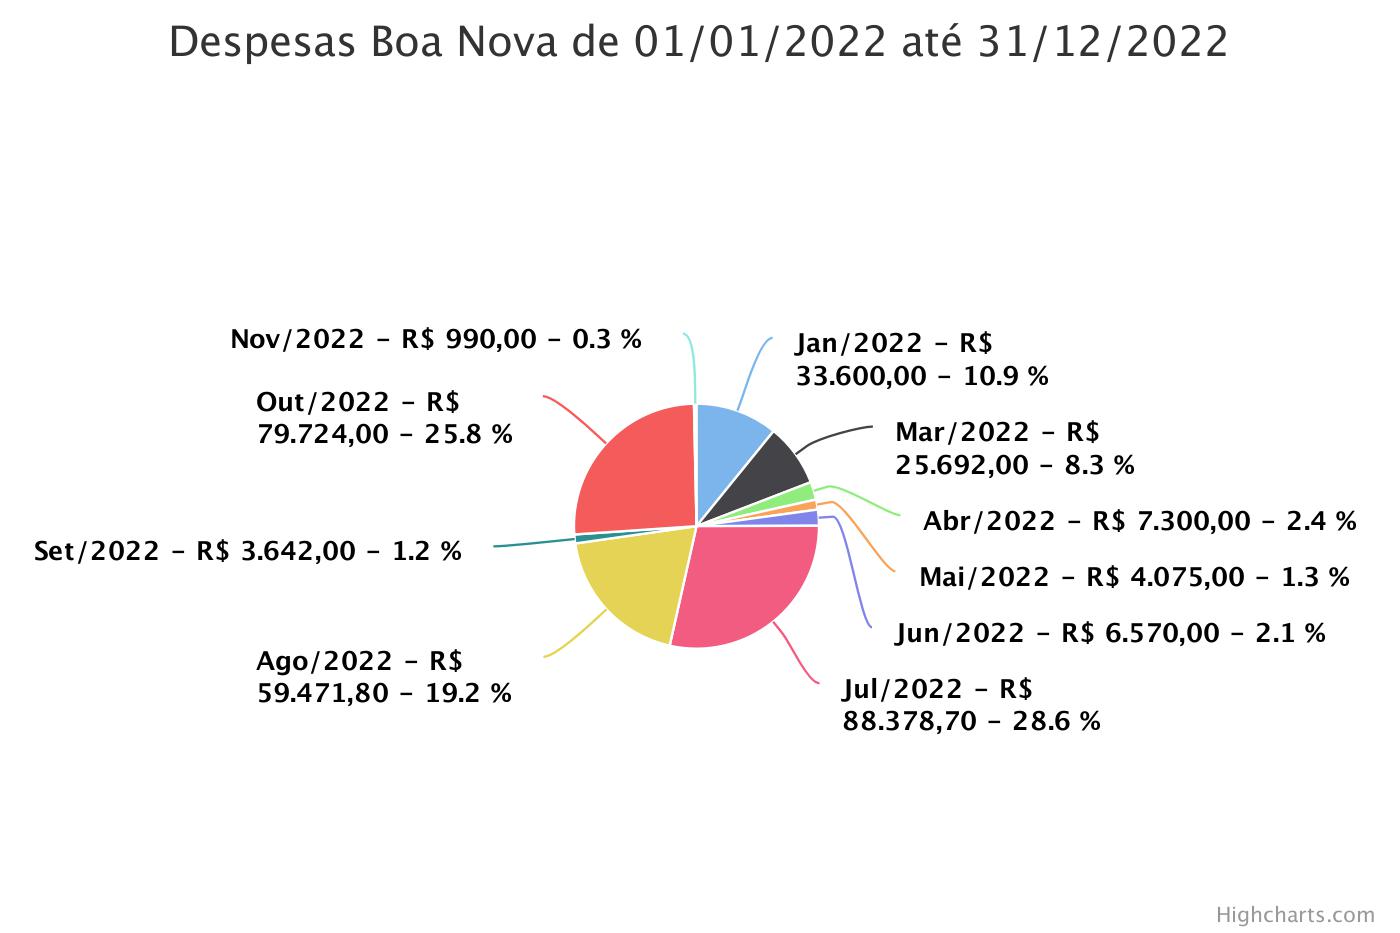 Despesas Boa Nova de 01/01/2022 até 31/12/2022
Nov/2022 – R$ 990,00 – 0.3 %
Jan/2022 – R$
33.600,00 – 10.9 %
Out/2022 – R$
79.724,00 – 25.8 %
Mar/2022 – R$
25.692,00 – 8.3 %
Abr/2022 – R$ 7.300,00 – 2.4 %
Set/2022 – R$ 3.642,00 – 1.2 %
Mai/2022 – R$ 4.075,00 – 1.3 %
Jun/2022 – R$ 6.570,00 – 2.1 %
Ago/2022 – R$
59.471,80 – 19.2 %
Jul/2022 – R$
88.378,70 – 28.6 %
Highcharts.com